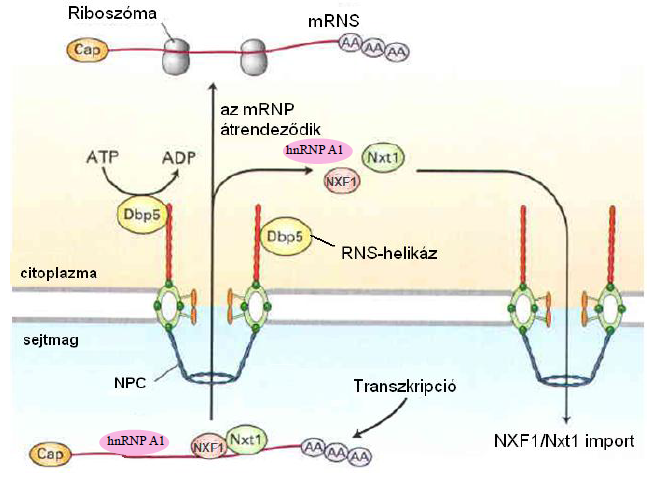 Riboszóma
mRNS
Cap
AA AA AA
az mRNP
átrendeződik
hnRNP A1
Nxt1
NXF1
ATP
ADP
Dbp5
Dbp5
RNS-helikáz
citoplazma
sejtmag
NPC
Transzkripció
hnRNP A1
NXF1
Nxt1
Cap
AA AA AA
NXF1/Nxt1 import